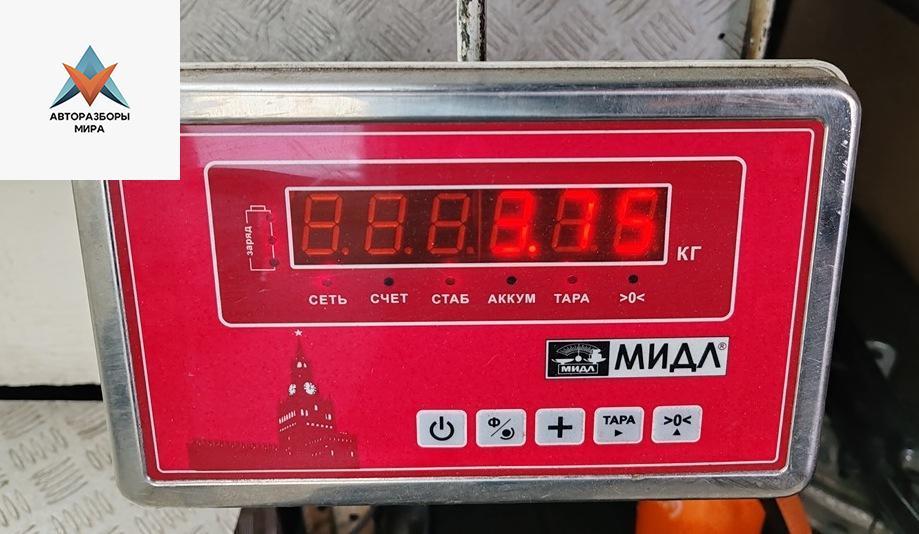 АВТОРАЗБОРЫ
МИРА
заряд
3.15
КГ
СЕТЬ СЧЕТ СТАБ АККУМ ТАРА >0<
МИДЛ МИДЛ®
Ф ТАРА >0<